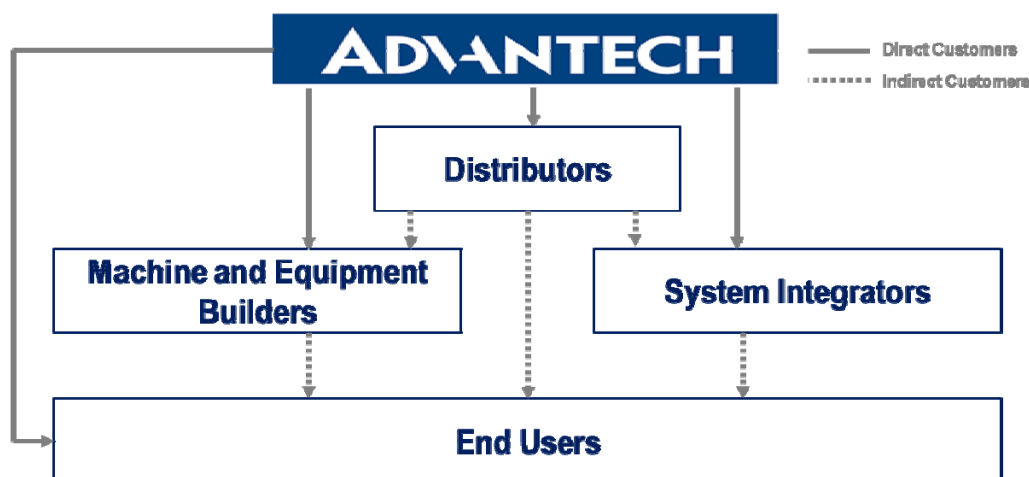 ADVANTECH
Direct Customers
Indirect Customers
Distributors
Machine and Equipment
Builders
System Integrators
End Users